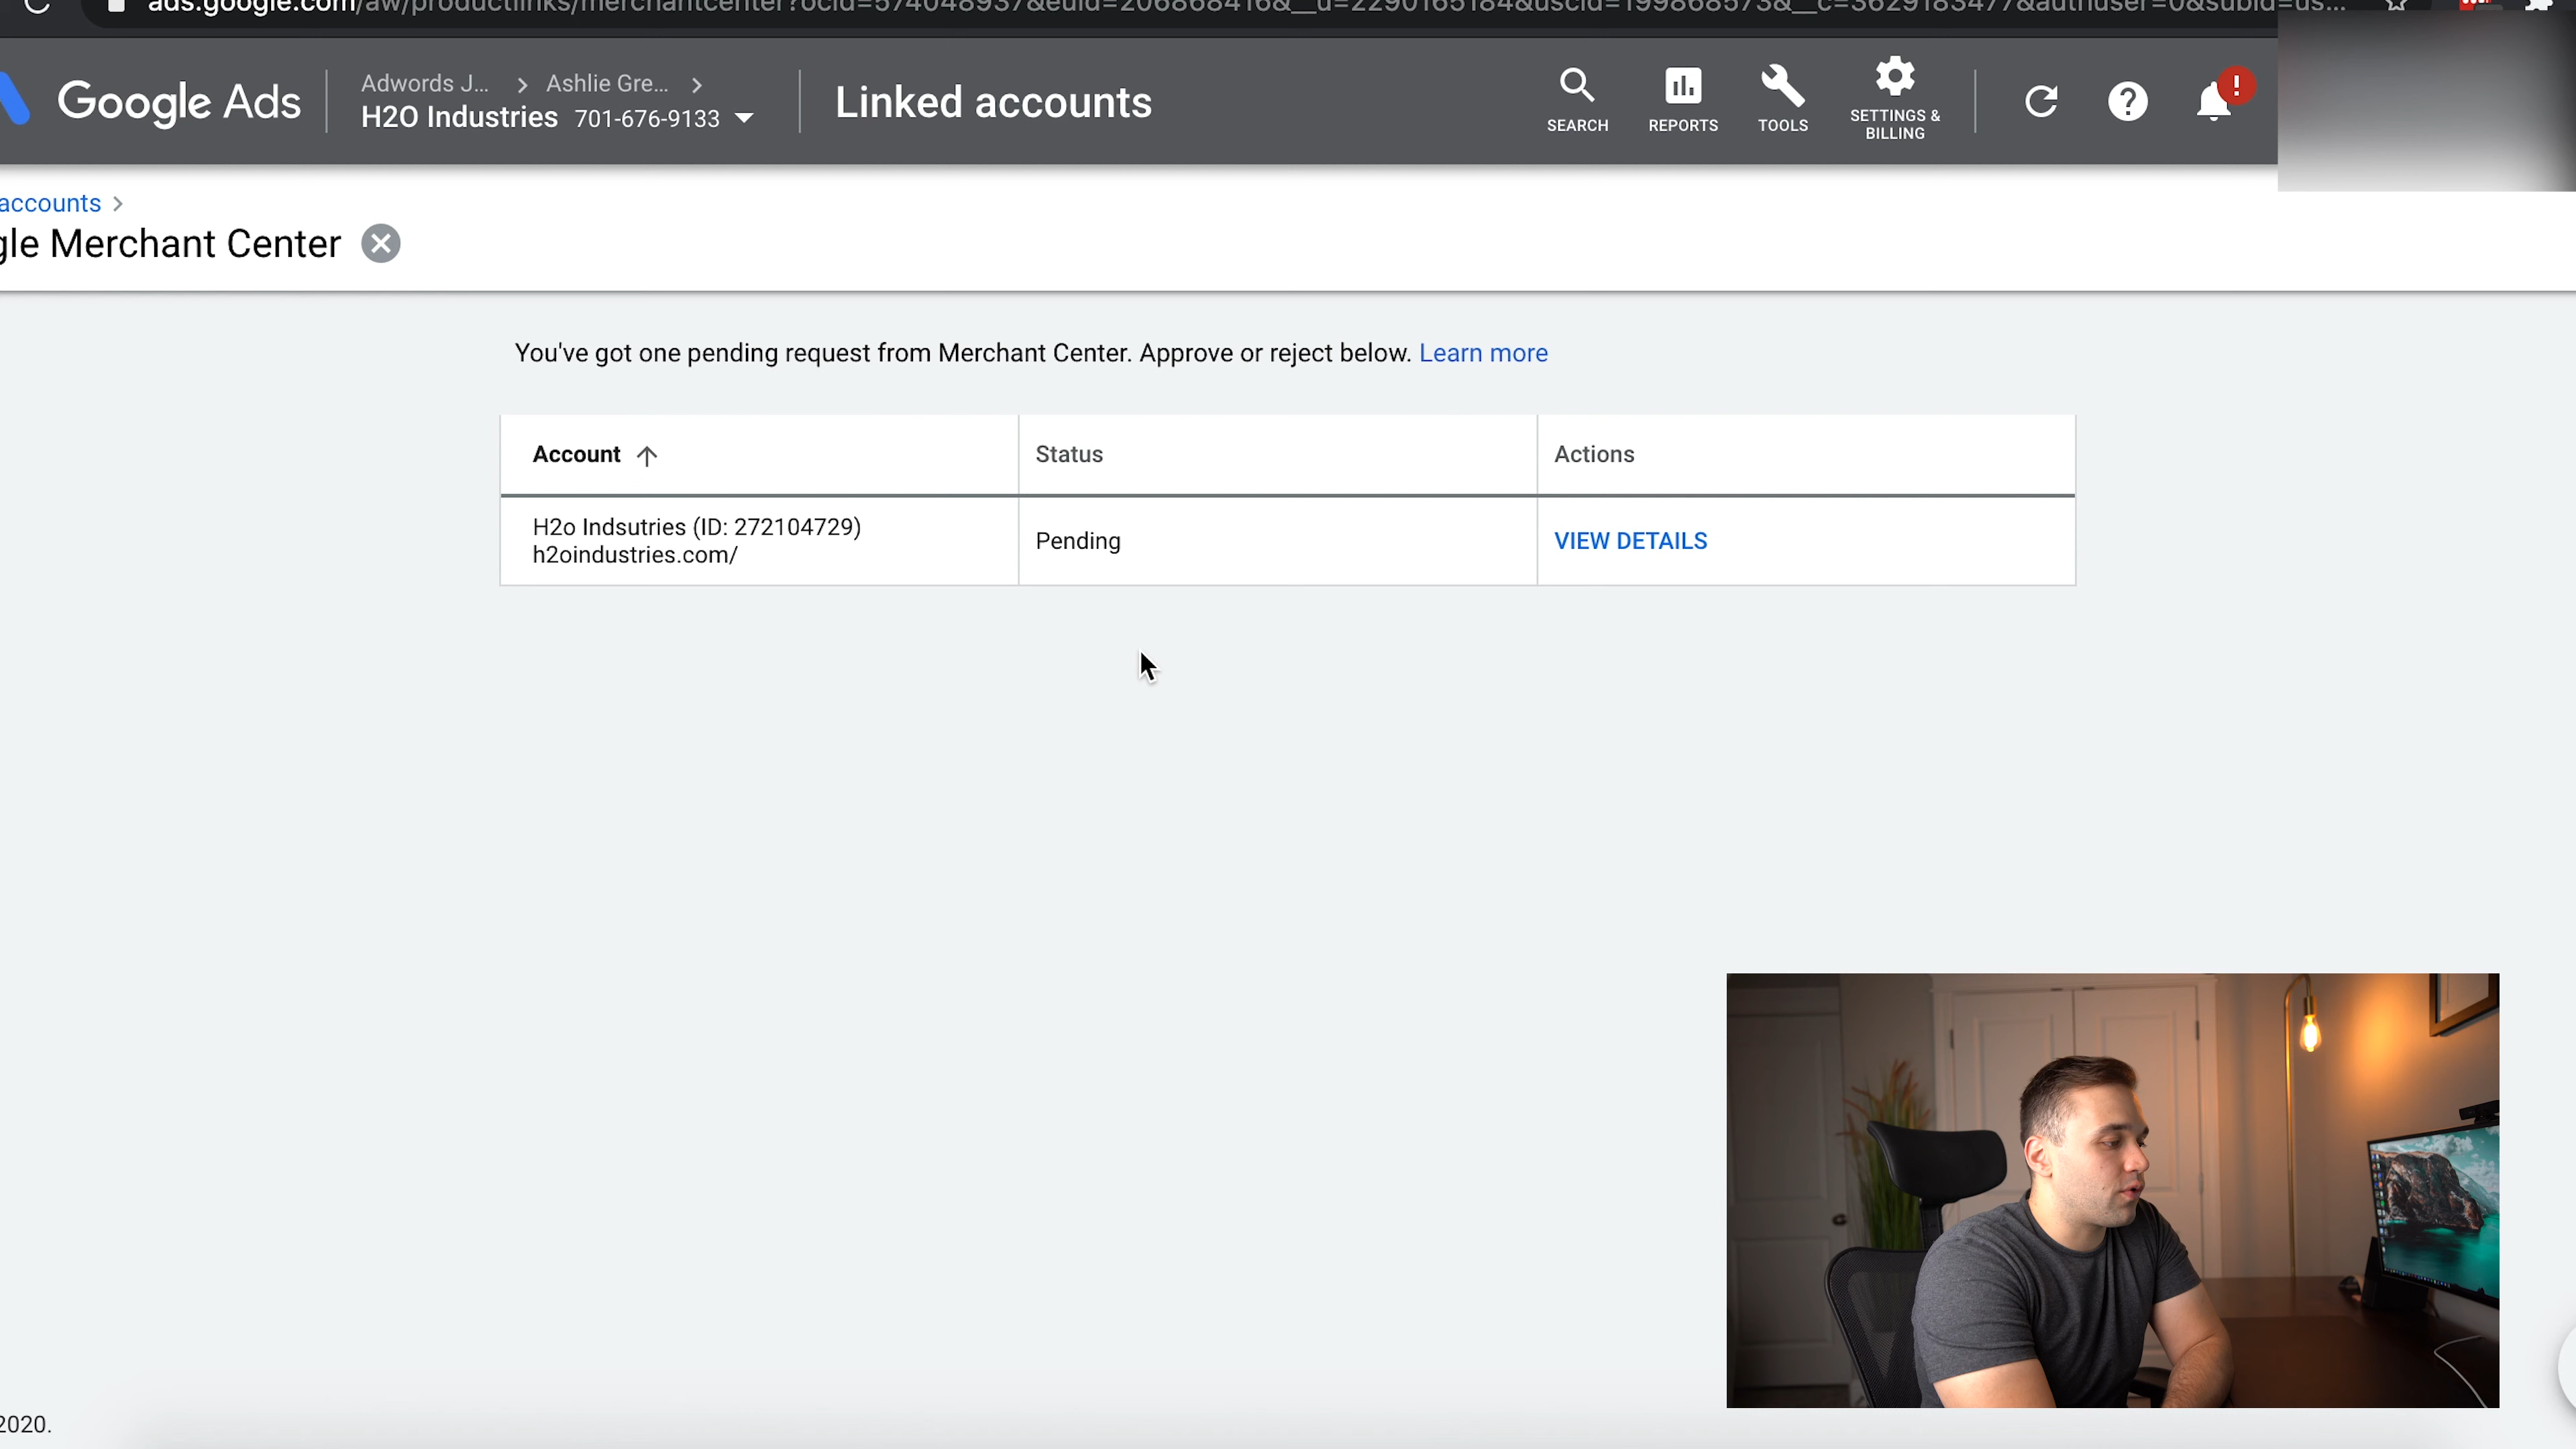 ads.google.com/aw/productlinks/merchantcenter?ocid=574048937&euid=206868416&__u=2290165184&uscid=199868573&__c=3629183477&authuser=0&subid=us...
Google Ads
Adwords J... > Ashlie Gre... >
H2O Industries 701-676-9133
Linked accounts
SEARCH
REPORTS
TOOLS
SETTINGS &
BILLING
accounts >
gle Merchant Center
You've got one pending request from Merchant Center. Approve or reject below. Learn more
Account Status Actions
H2o Indsutries (ID: 272104729)
h2oindustries.com/
Pending
VIEW DETAILS
2020.